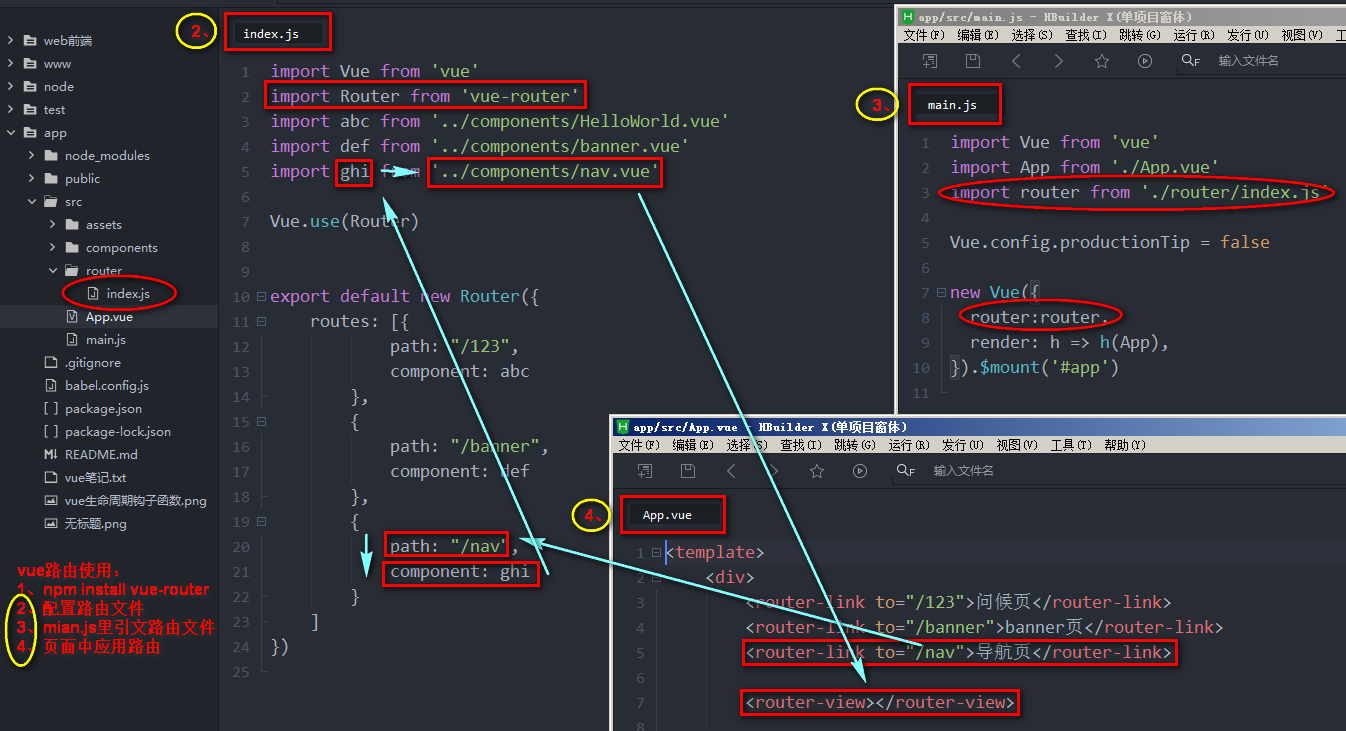 web前端
www
node
test
app
node_modules
public
src
assets
components
router
index.js
App.vue
main.js
.gitignore
babel.config.js
package.json
package-lock.json
README.md
vue笔记.txt
vue生命周期钩子函数.png
无标题.png
vue路由使用:
1、npm install vue-router
2、配置路由文件
3、mian.js里引文路由文件
4、页面中应用路由
2、
index.js
1 import Vue from 'vue'
2 import Router from 'vue-router'
3 import abc from '../components/HelloWorld.vue'
4 import def from '../components/banner.vue'
5 import ghi from '../components/nav.vue'
6
7 Vue.use(Router)
8
9
10 export default new Router({
11 routes: [{
12 path: "/123",
13 component: abc
14 },
15 {
16 path: "/banner",
17 component: def
18 },
19 {
20 path: "/nav",
21 component: ghi
22 }
23 ]
24 })
25
app/src/main.js - HBuilder X(单项目窗体)
文件(F) 编辑(E) 选择(S) 查找(I) 跳转(G) 运行(R) 发行(U) 视图(V)
输入文件名
3、
main.js
1 import Vue from 'vue'
2 import App from './App.vue'
3 import router from './router/index.js'
4
5 Vue.config.productionTip = false
6
7 new Vue({
8 router:router,
9 render: h => h(App),
10 }).$mount('#app')
11
app/src/App.vue - HBuilder X(单项目窗体)
文件(F) 编辑(E) 选择(S) 查找(I) 跳转(G) 运行(R) 发行(U) 视图(V) 工具(T) 帮助(Y)
输入文件名
4、
App.vue
1 <template>
2 <div>
3 <router-link to="/123">问候页</router-link>
4 <router-link to="/banner">banner页</router-link>
5 <router-link to="/nav">导航页</router-link>
6
7 <router-view></router-view>
8